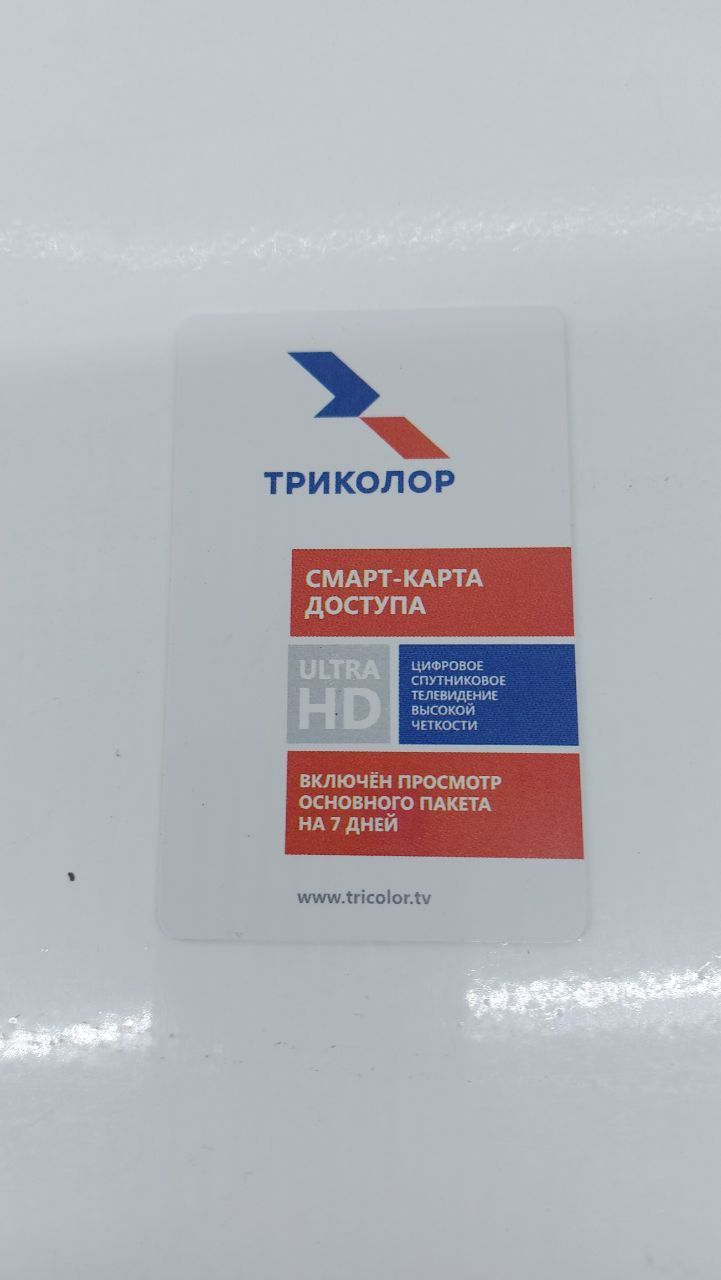 ТРИКОЛОР
СМАРТ-КАРТА
ДОСТУПА
ULTRA
HD
ЦИФРОВОЕ
СПУТНИКОВОЕ
ТЕЛЕВИДЕНИЕ
ВЫСОКОЙ
ЧЕТКОСТИ
ВКЛЮЧЁН ПРОСМОТР
ОСНОВНОГО ПАКЕТА
НА 7 ДНЕЙ
www.tricolor.tv